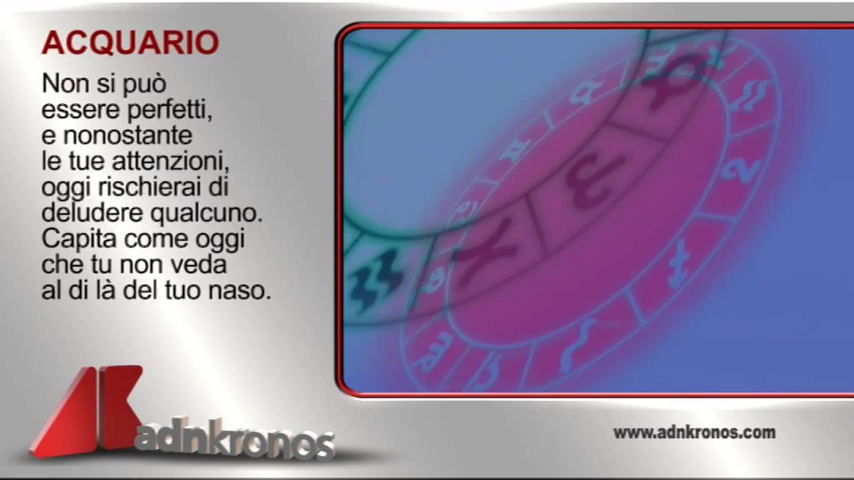 ACQUARIO
Non si può
essere perfetti,
e nonostante
le tue attenzioni,
oggi rischierai di
deludere qualcuno.
Capita come oggi
che tu non veda
al di là del tuo naso.
adnkronos
www.adnkronos.com